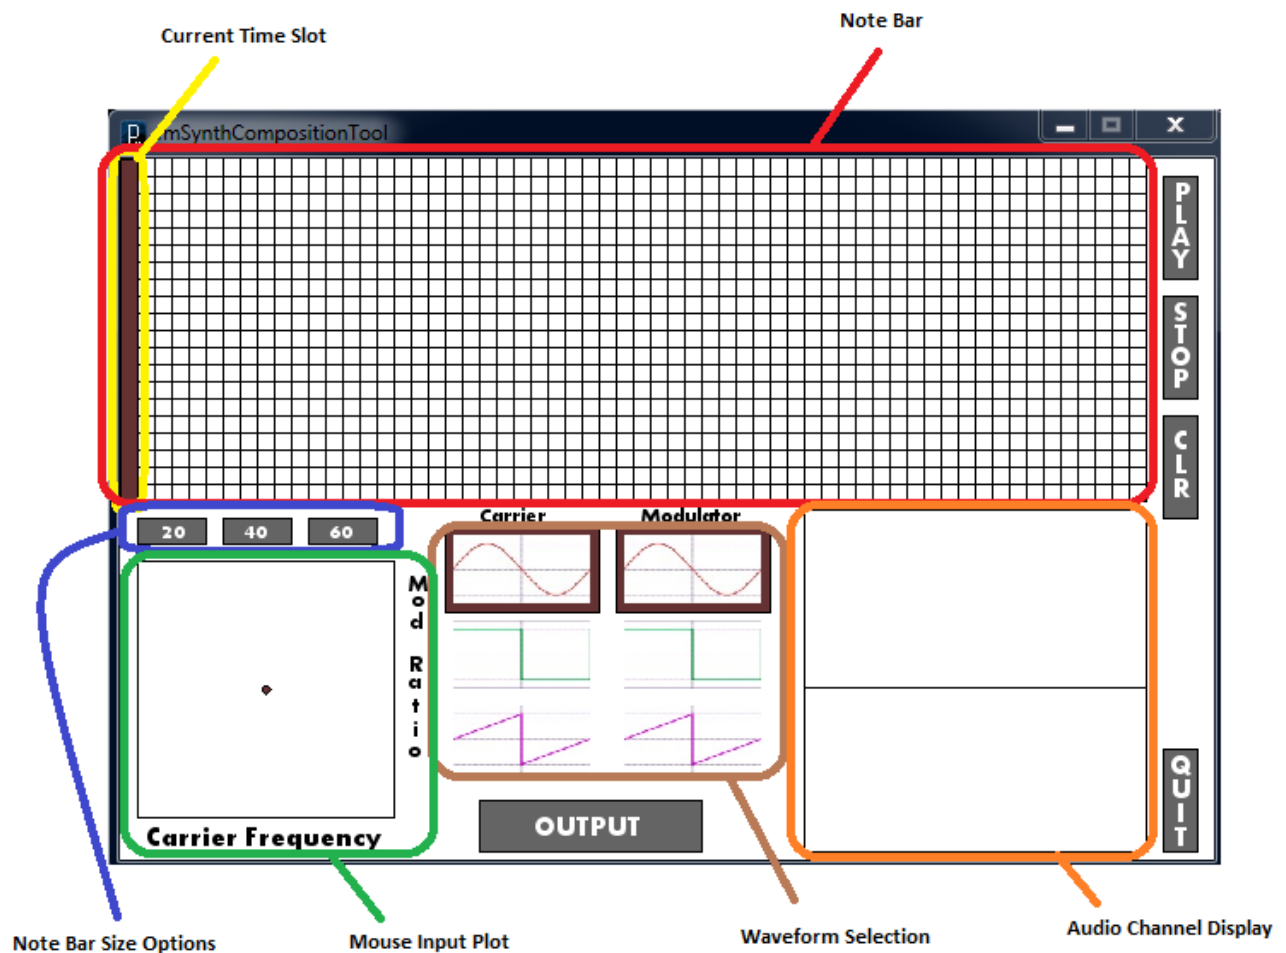 Note Bar
Current Time Slot
mSynthCompositionTool
PLAY
STOP
CLR
20 40 60
Carrier Modulator
Mod Ratio
OUTPUT
QUIT
Carrier Frequency
Note Bar Size Options
Mouse Input Plot
Waveform Selection
Audio Channel Display